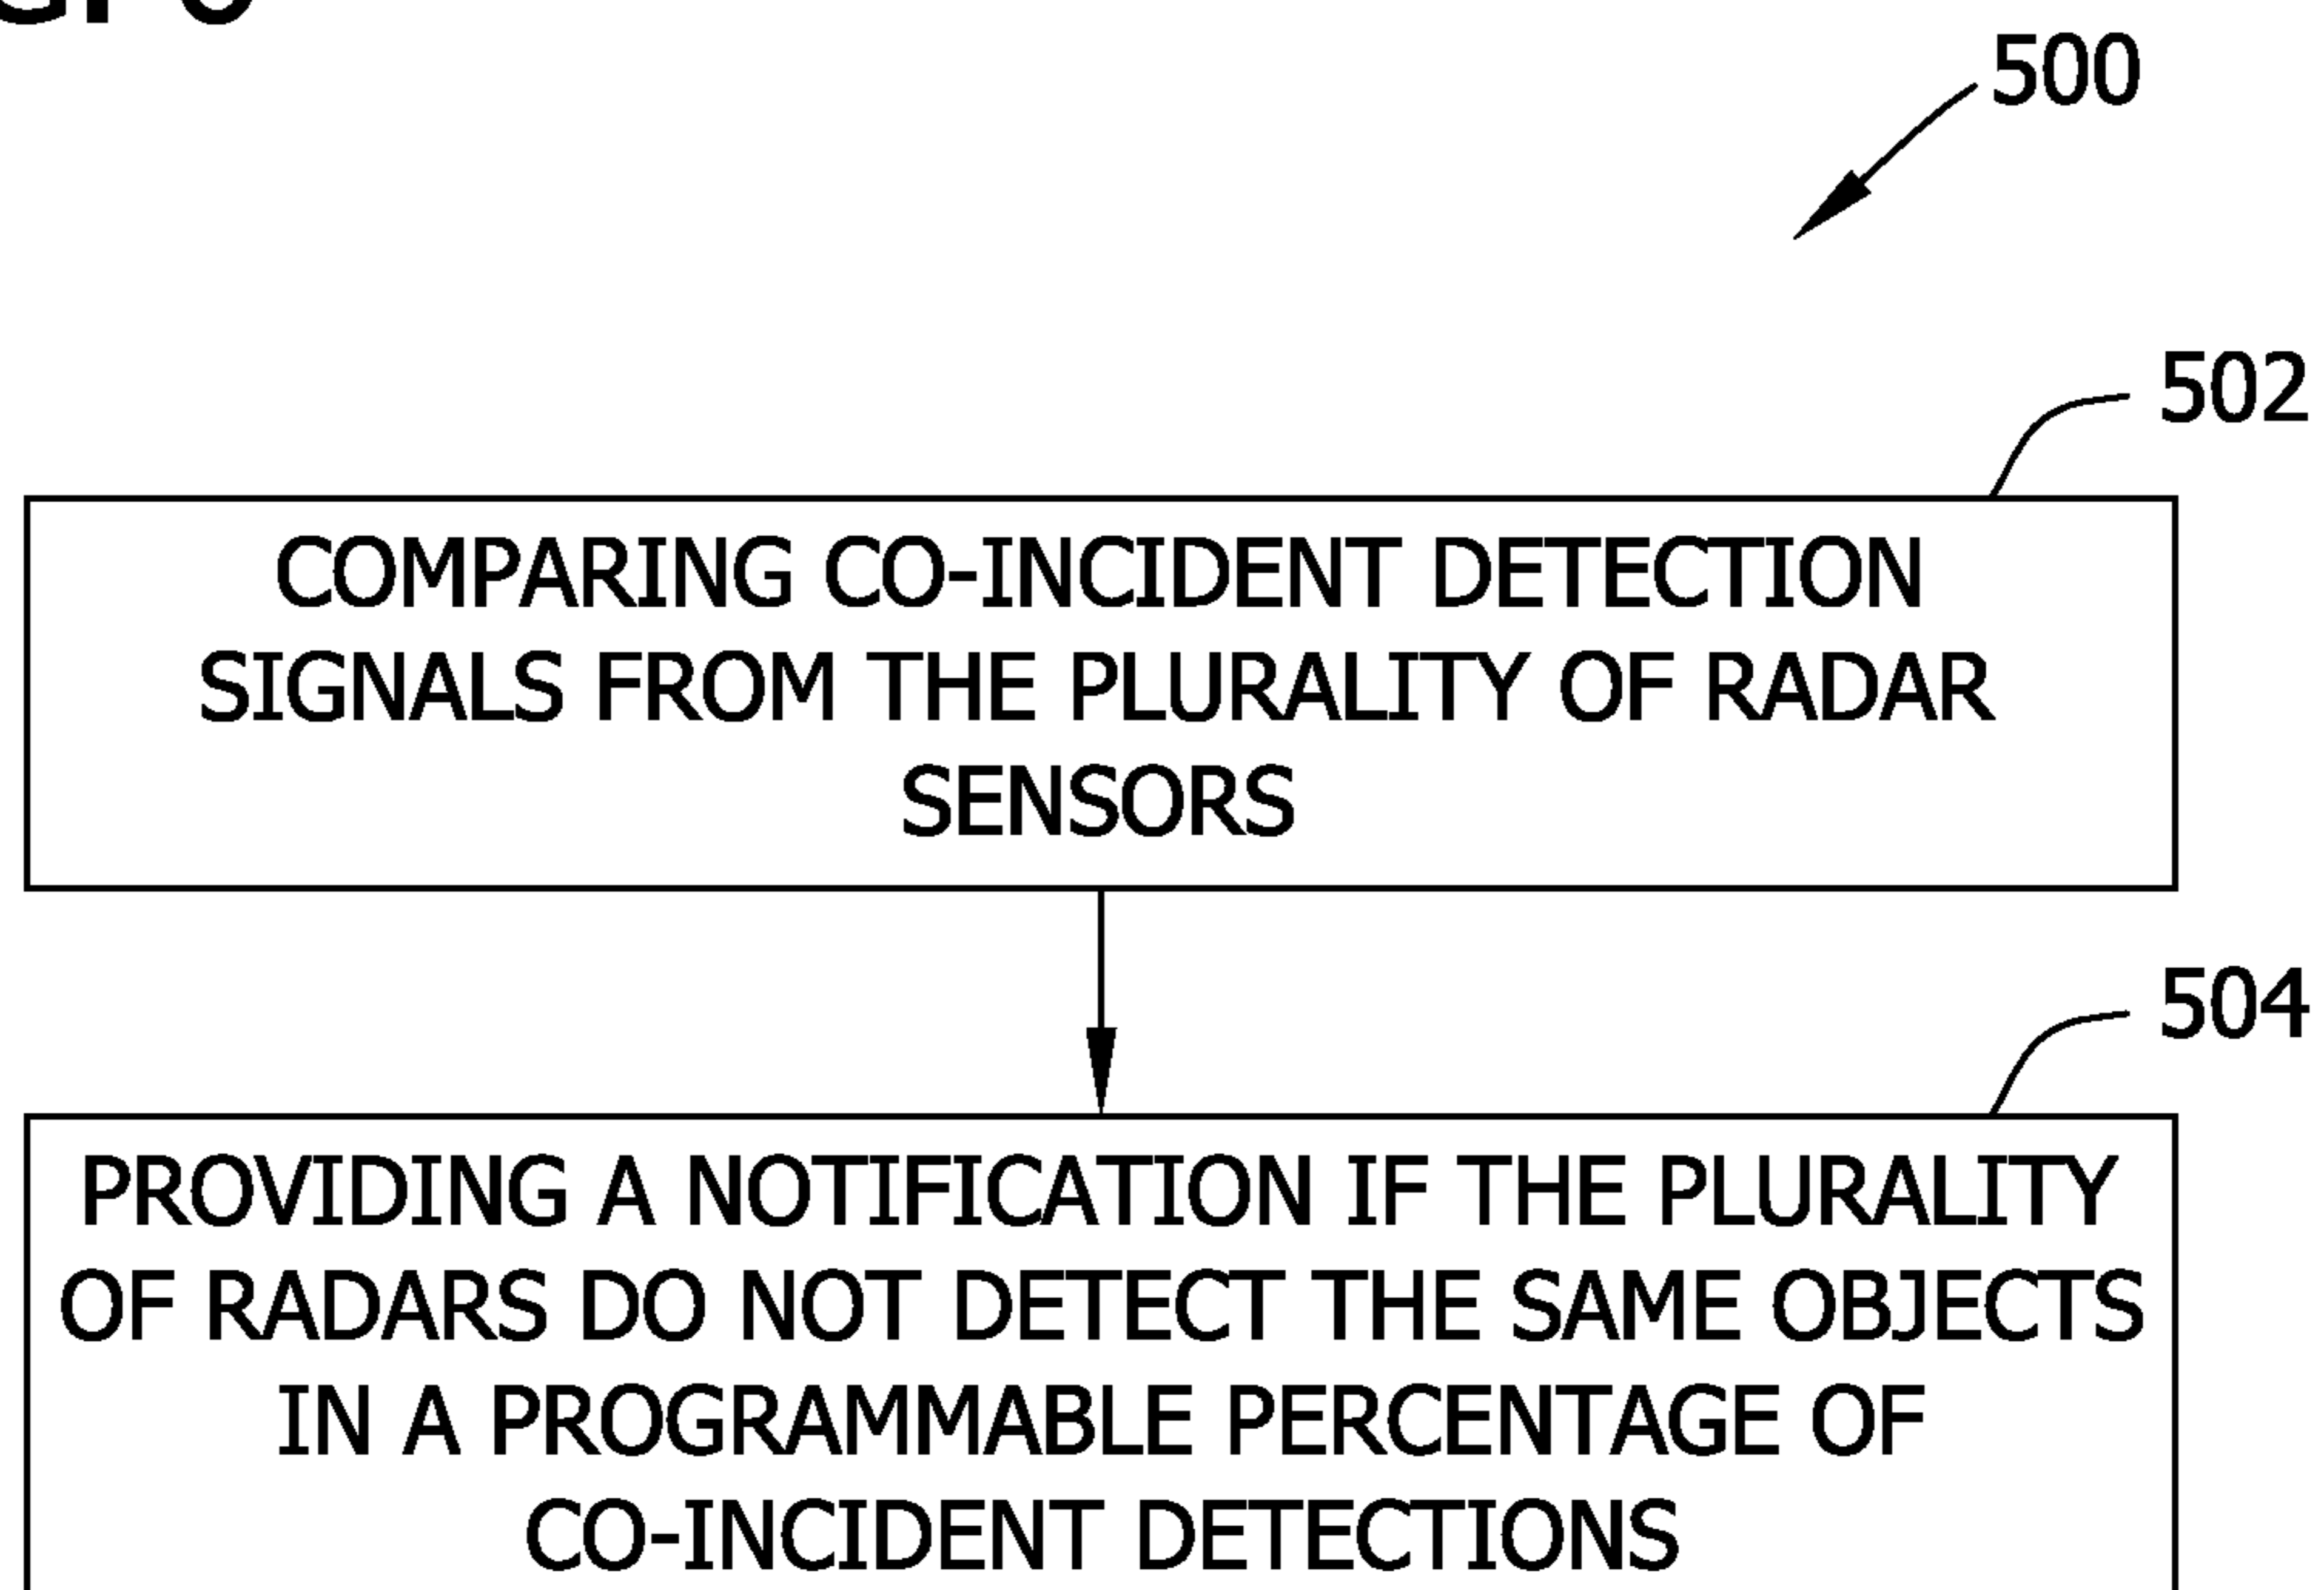 500
502
COMPARING CO-INCIDENT DETECTION
SIGNALS FROM THE PLURALITY OF RADAR
SENSORS
504
PROVIDING A NOTIFICATION IF THE PLURALITY
OF RADARS DO NOT DETECT THE SAME OBJECTS
IN A PROGRAMMABLE PERCENTAGE OF
CO-INCIDENT DETECTIONS